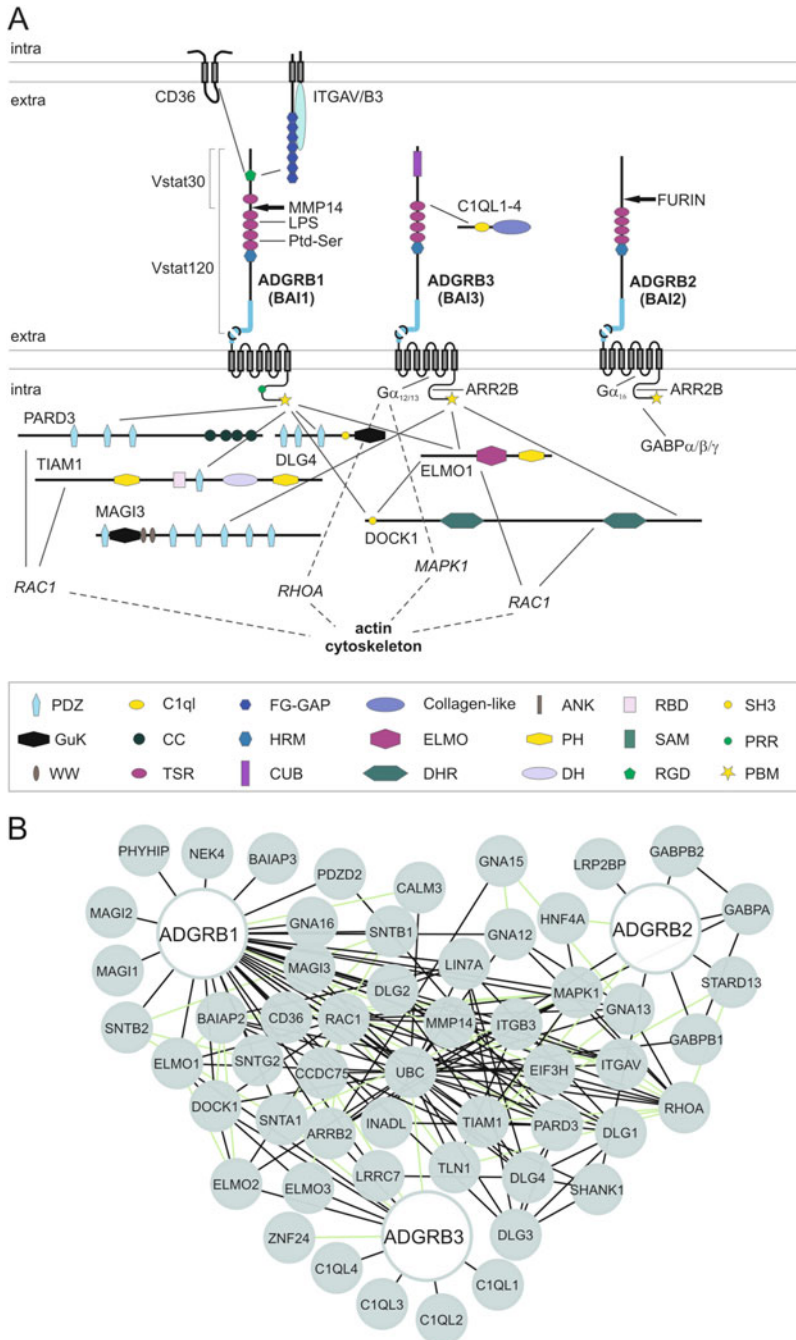 A
intra
CD36
ITGAV/B3
extra
Vstat30
MMP14
LPS
Ptd-Ser
Vstat120
C1QL1-4
FURIN
ADGRB1
(BAI1)
ADGRB3
(BAI3)
ADGRB2
(BAI2)
extra
intra
Gα12/13
ARR2B
Gα16
ARR2B
PARD3
GABPα/β/γ
TIAM1
DLG4
ELMO1
MAGI3
DOCK1
RAC1
RHOA
MAPK1
RAC1
actin
cytoskeleton
PDZ C1ql FG-GAP Collagen-like ANK RBD SH3
GuK CC HRM ELMO PH SAM PRR
WW TSR CUB DHR DH RGD PBM
B
PHYHIP
NEK4
BAIAP3
PDZD2
CALM3
GNA15
LRP2BP
GABPB2
MAGI2
ADGRB1
GNA16
SNTB1
GNA12
HNF4A
ADGRB2
GABPA
MAGI1
MAGI3
LIN7A
DLG2
MAPK1
STARD13
SNTB2
BAIAP2
CD36
RAC1
MMP14
ITGB3
GNA13
GABPB1
ELMO1
SNTG2
CCDC75
UBC
EIF3H
ITGAV
DOCK1
SNTA1
ARRB2
INADL
TIAM1
PARD3
DLG1
RHOA
ELMO2
ELMO3
LRRC7
TLN1
DLG4
SHANK1
ZNF24
ADGRB3
DLG3
C1QL4
C1QL3
C1QL2
C1QL1